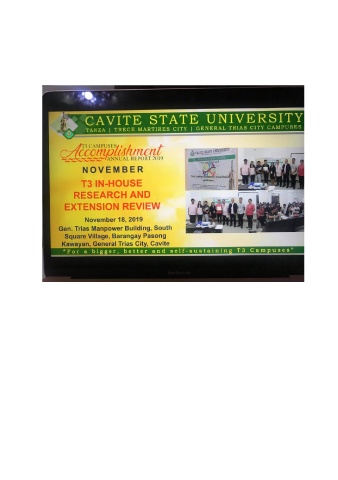 CAVITE STATE UNIVERSITY
TANZA | TRECE MARTIRES CITY | GENERAL TRIAS CITY CAMPUSES
T3 CAMPUSES
Accomplishment
ANNUAL REPORT 2019
NOVEMBER
T3 IN-HOUSE
RESEARCH AND
EXTENSION REVIEW
November 18, 2019
Gen. Trias Manpower Building, South
Square Village, Barangay Pasong
Kawayan, General Trias City, Cavite
"For a bigger, better and self-sustaining T3 Campuses"